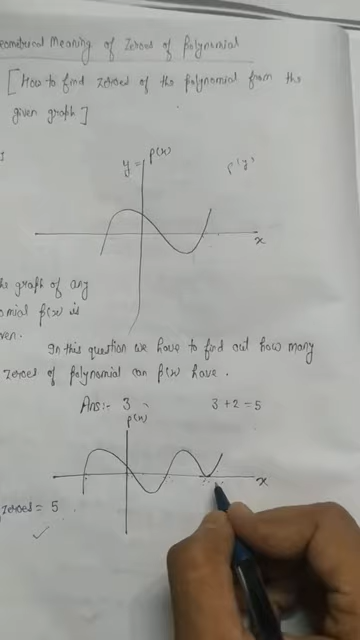 Geometrical Meaning of Zeroes of Polynomial
[How to find zeroes of the polynomial from the
given graph]
y = p(x)
x
the graph of any
p(x) is
In this question we have to find out how many
zeroes of polynomial can p(x) have.
Ans:- 3
3 + 2 = 5
p(x)
x
zeroes = 5